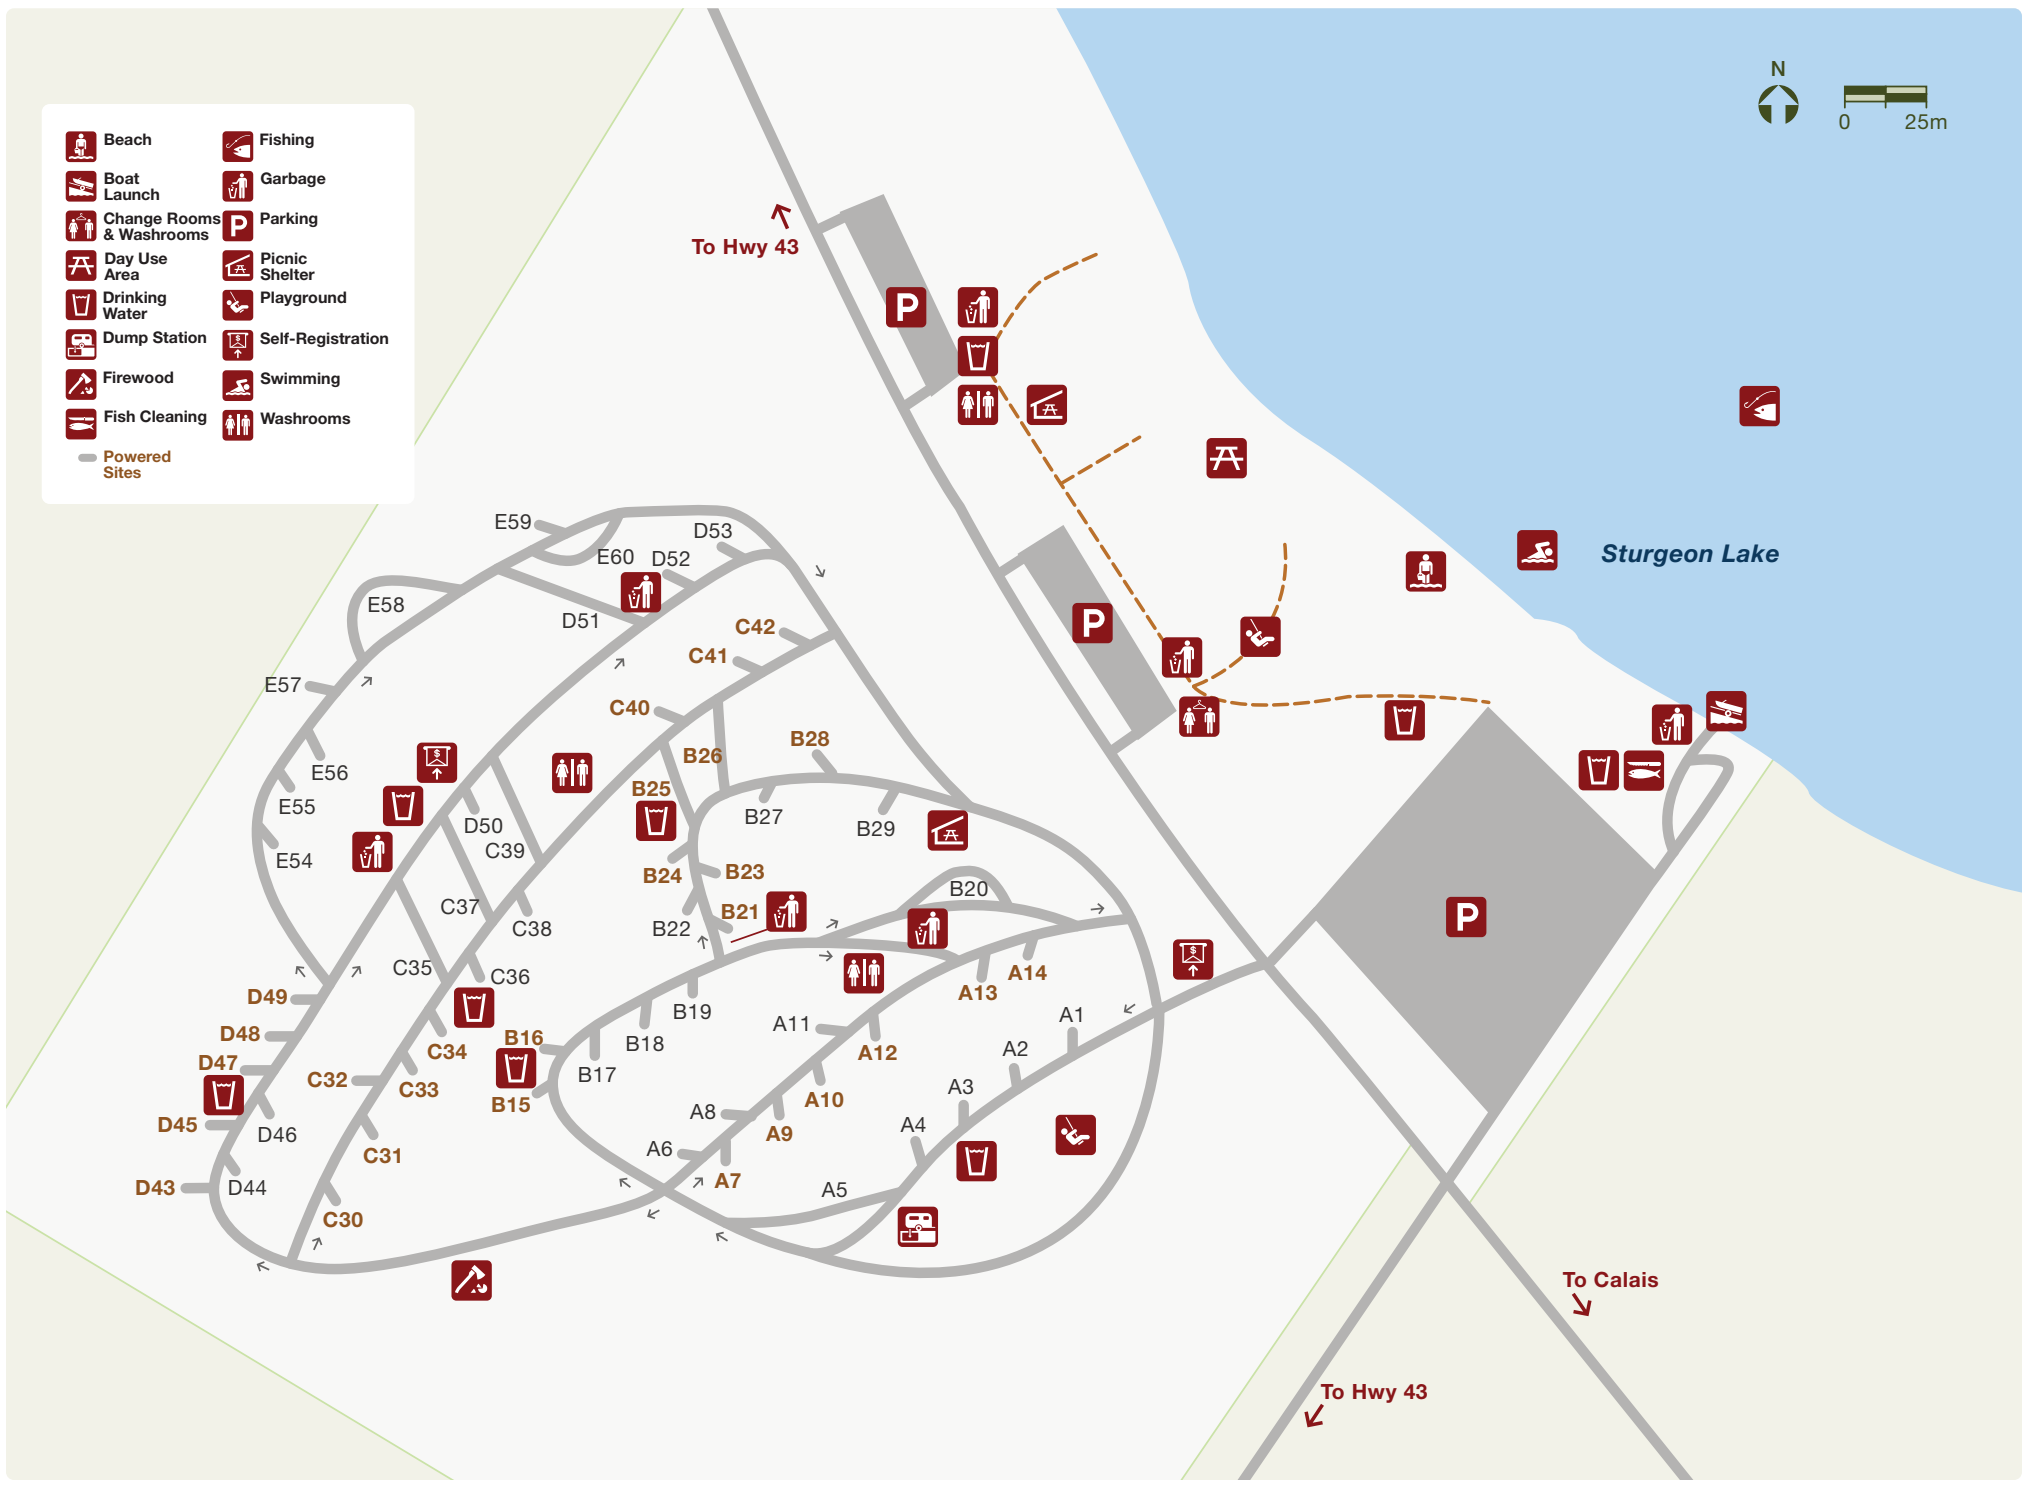 N
0 25m
Beach
Boat
Launch
Change Rooms
& Washrooms
Day Use
Area
Drinking
Water
Dump Station
Firewood
Fish Cleaning
Powered
Sites
Fishing
Garbage
P
Parking
Picnic
Shelter
Playground
$
Self-Registration
Swimming
Washrooms
To Hwy 43
P
Sturgeon Lake
P
P
To Calais
To Hwy 43
E59
E60
D53
D52
E58
D51
C42
C41
E57
C40
B28
B26
B25
E56
E55
D50
B27
B29
C39
E54
B24
B23
B20
C37
B21
C38
B22
C35
C36
A14
A13
D49
B19
A11
A1
D48
B16
B18
C34
A12
A2
D47
C32
C33
B17
A3
B15
A10
A8
A4
D45
D46
A9
C31
A6
A7
D43
D44
A5
C30
$
$